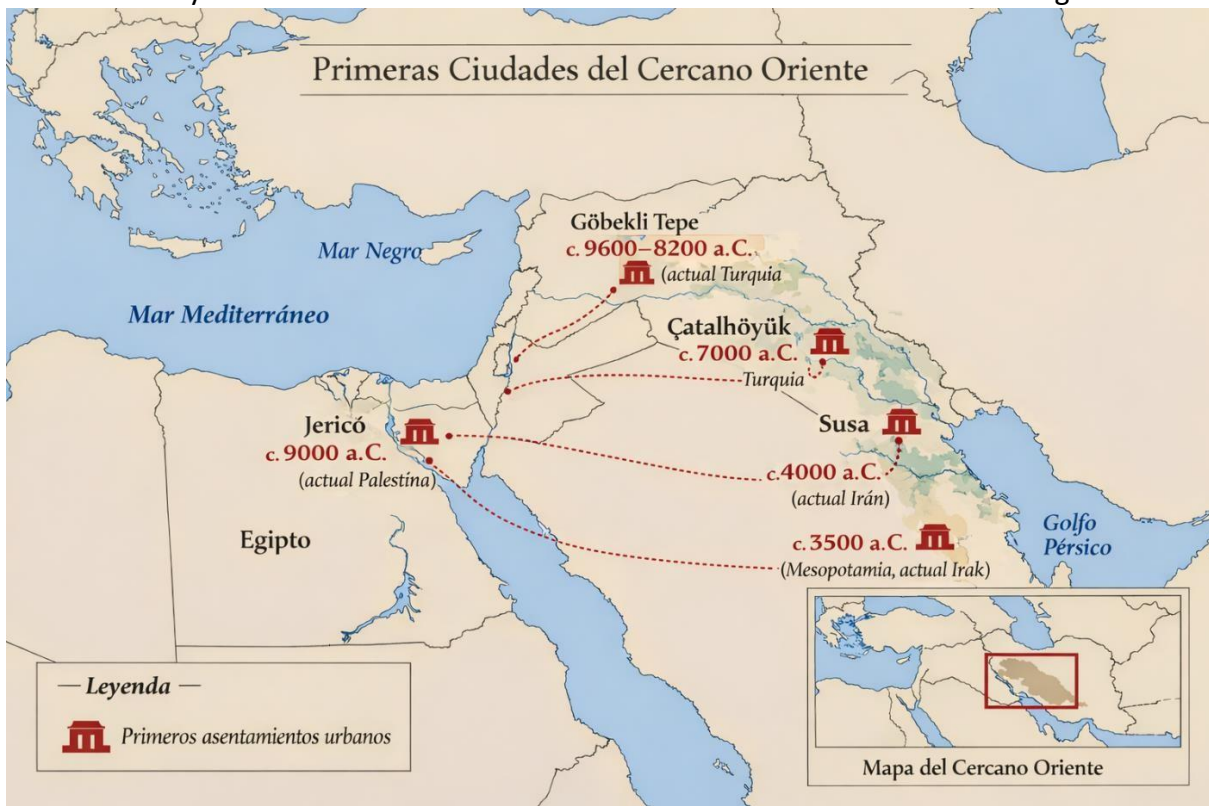 Primeras Ciudades del Cercano Oriente
Göbekli Tepe
c. 9600–8200 a.C.
(actual Turquia
Mar Negro
Mar Mediterráneo
Çatalhöyük
c. 7000 a.C.
Turquia
Jericó
c. 9000 a.C.
(actual Palestina)
Susa
c.4000 a.C.
(actual Irán)
c.3500 a.C.
(Mesopotamia, actual Irak)
Egipto
Golfo
Pérsico
— Leyenda —
Primeros asentamientos urbanos
Mapa del Cercano Oriente